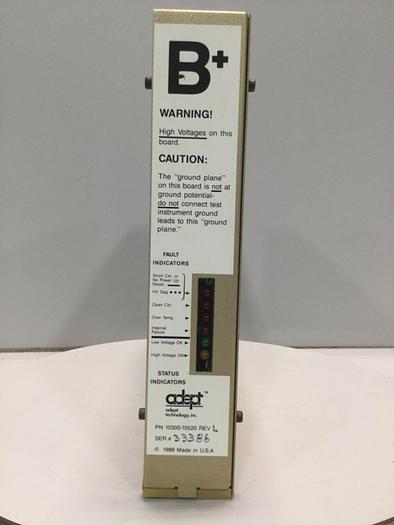 B+
WARNING!
High Voltages on this
board.
CAUTION:
The "ground plane"
on this board is not at
ground potential-
do not connect test
instrument ground
leads to this "ground
plane."
FAULT
INDICATORS
Short Ckt. or
No Power Up
Reset
HV Sag
Open Ckt.
Over Temp.
Internal
Failure
Low Voltage OK
High Voltage ON
STATUS
INDICATORS
adept™
adept
technology, inc.
PN 10300-15520 REV L
SER.# 33386
© 1988 Made in U.S.A